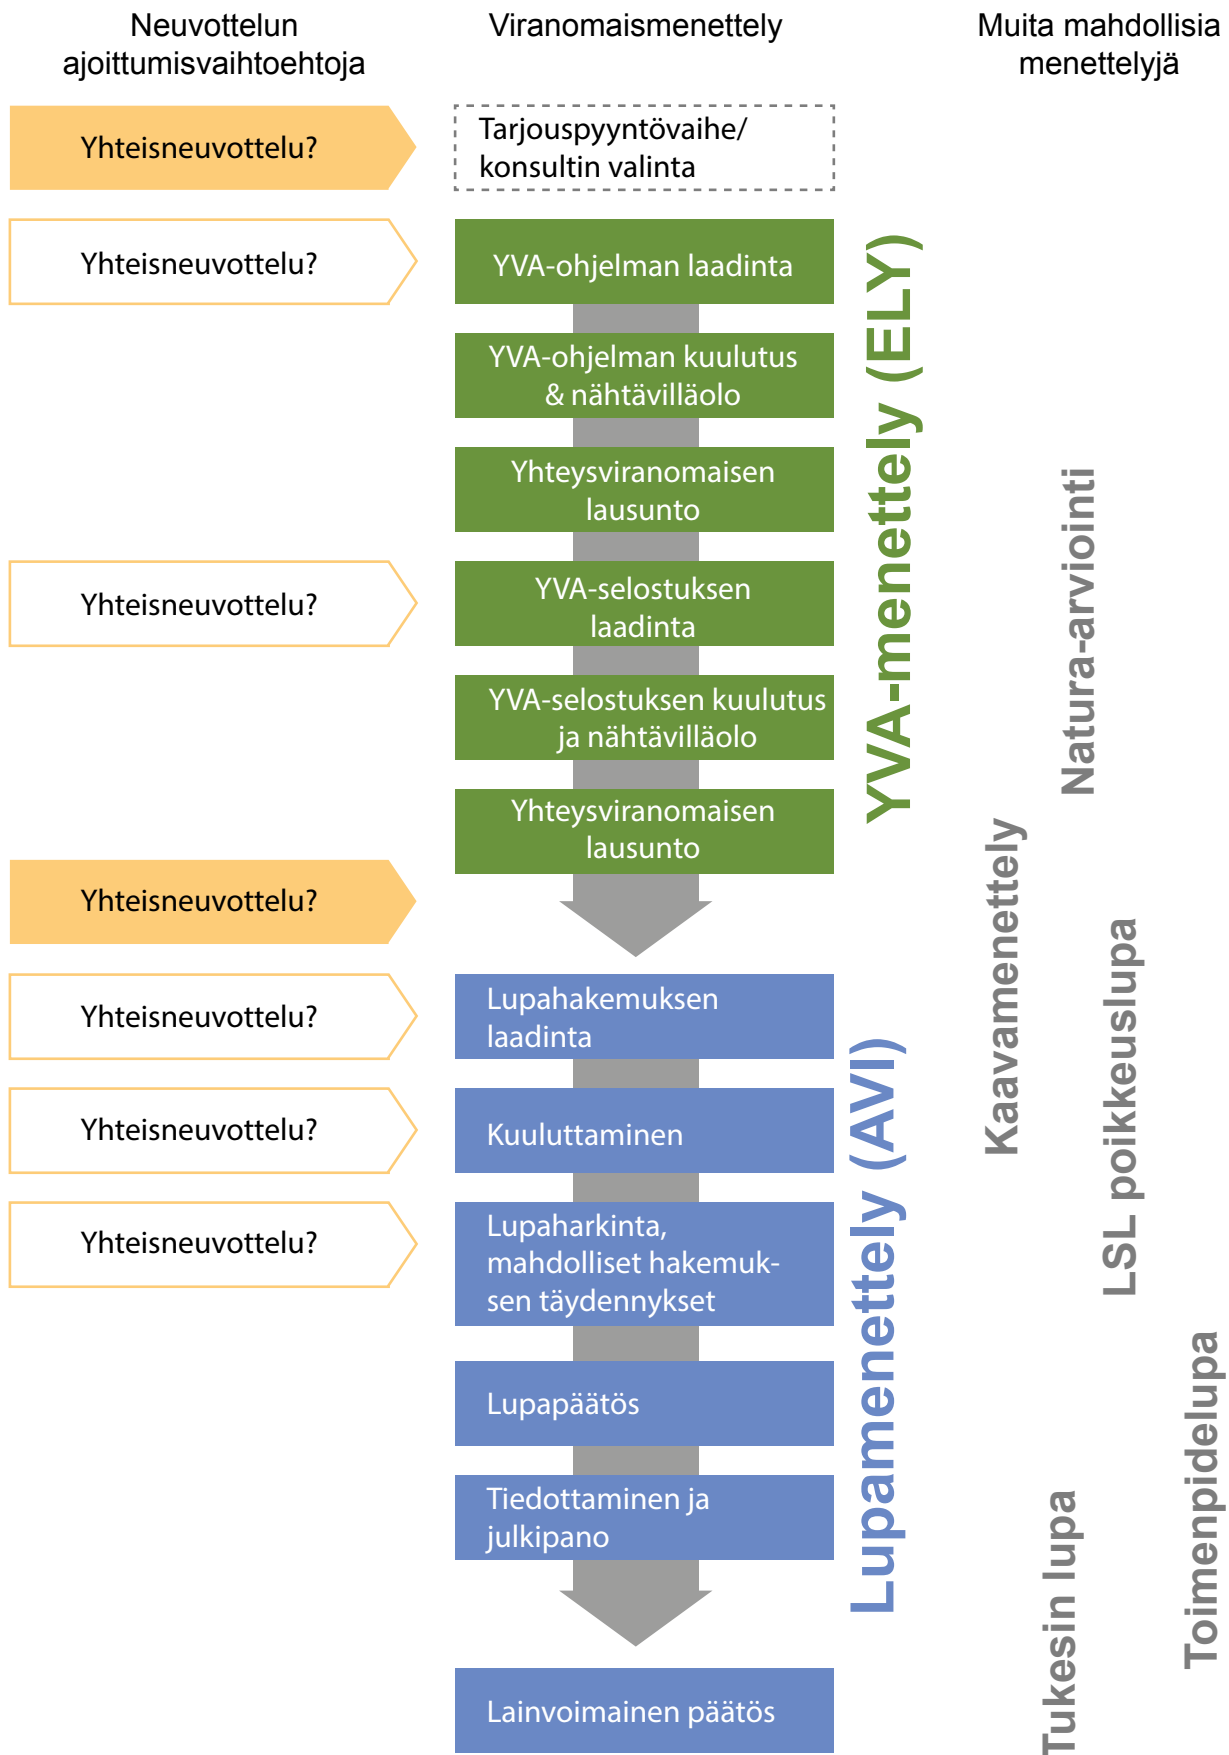 Neuvottelun
ajoittumisvaihtoehtoja
Viranomaismenettely
Muita mahdollisia
menettelyjä
Yhteisneuvottelu?
Tarjouspyyntövaihe/
konsultin valinta
Yhteisneuvottelu?
YVA-ohjelman laadinta
YVA-ohjelman kuulutus
& nähtävilläolo
Yhteysviranomaisen
lausunto
Yhteisneuvottelu?
YVA-selostuksen
laadinta
YVA-selostuksen kuulutus
ja nähtävilläolo
Yhteysviranomaisen
lausunto
YVA-menettely (ELY)
Yhteisneuvottelu?
Yhteisneuvottelu?
Lupahakemuksen
laadinta
Yhteisneuvottelu?
Kuuluttaminen
Yhteisneuvottelu?
Lupaharkinta,
mahdolliset hakemuk-
sen täydennykset
Lupapäätös
Tiedottaminen ja
julkipano
Lainvoimainen päätös
Lupamenettely (AVI)
Natura-arviointi
Kaavamenettely
LSL poikkeuslupa
Toimenpidelupa
Tukesin lupa